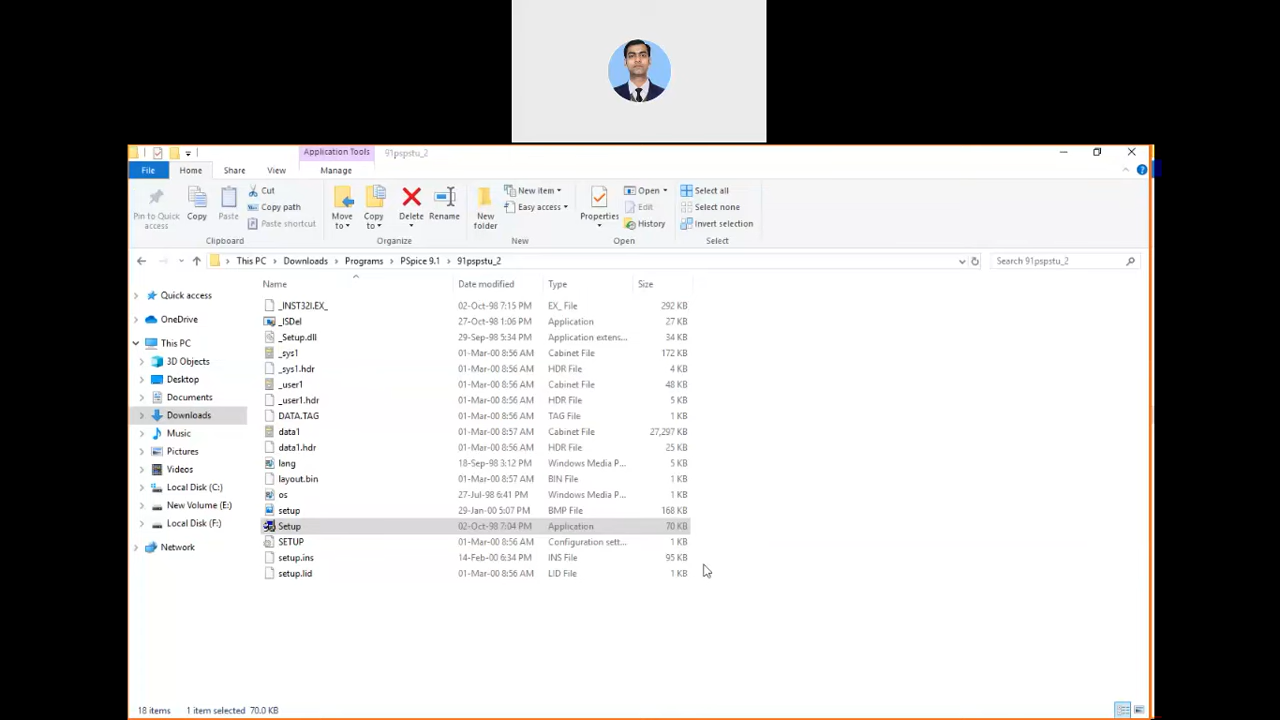 Application Tools 91pspstu_2
File Home Share View Manage
Pin to Quick access
Copy
Paste
Cut
Copy path
Paste shortcut
Clipboard
Move to
Copy to
Delete
Rename
Organize
New folder
New item
Easy access
New
Properties
Open
Edit
History
Open
Select all
Select none
Invert selection
Select
This PC > Downloads > Programs > PSpice 9.1 > 91pspstu_2
Search 91pspstu_2
Quick access
OneDrive
This PC
3D Objects
Desktop
Documents
Downloads
Music
Pictures
Videos
Local Disk (C:)
New Volume (E:)
Local Disk (F:)
Network
Name Date modified Type Size
_INST32I.EX_ 02-Oct-98 7:15 PM EX_ File 292 KB
_ISDel 27-Oct-98 1:06 PM Application 27 KB
_Setup.dll 29-Sep-98 5:34 PM Application extens... 34 KB
_sys1 01-Mar-00 8:56 AM Cabinet File 172 KB
_sys1.hdr 01-Mar-00 8:56 AM HDR File 4 KB
_user1 01-Mar-00 8:56 AM Cabinet File 48 KB
_user1.hdr 01-Mar-00 8:56 AM HDR File 5 KB
DATA.TAG 01-Mar-00 8:56 AM TAG File 1 KB
data1 01-Mar-00 8:57 AM Cabinet File 27,297 KB
data1.hdr 01-Mar-00 8:56 AM HDR File 25 KB
lang 18-Sep-98 3:12 PM Windows Media P... 5 KB
layout.bin 01-Mar-00 8:57 AM BIN File 1 KB
os 27-Jul-98 6:41 PM Windows Media P... 1 KB
setup 29-Jan-00 5:07 PM BMP File 168 KB
Setup 02-Oct-98 7:04 PM Application 70 KB
SETUP 01-Mar-00 8:56 AM Configuration sett... 1 KB
setup.ins 14-Feb-00 6:34 PM INS File 95 KB
setup.lid 01-Mar-00 8:56 AM LID File 1 KB
18 items 1 item selected 70.0 KB